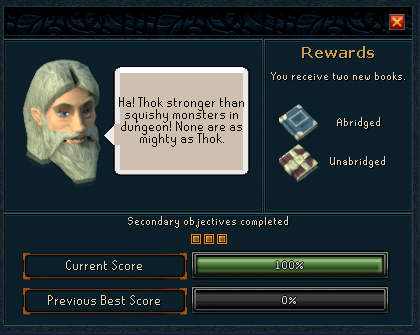 Rewards
You receive two new books.
Ha! Thok stronger than
squishy monsters in
dungeon! None are as
mighty as Thok.
Abridged
Unabridged
Secondary objectives completed
Current Score
100%
Previous Best Score
0%